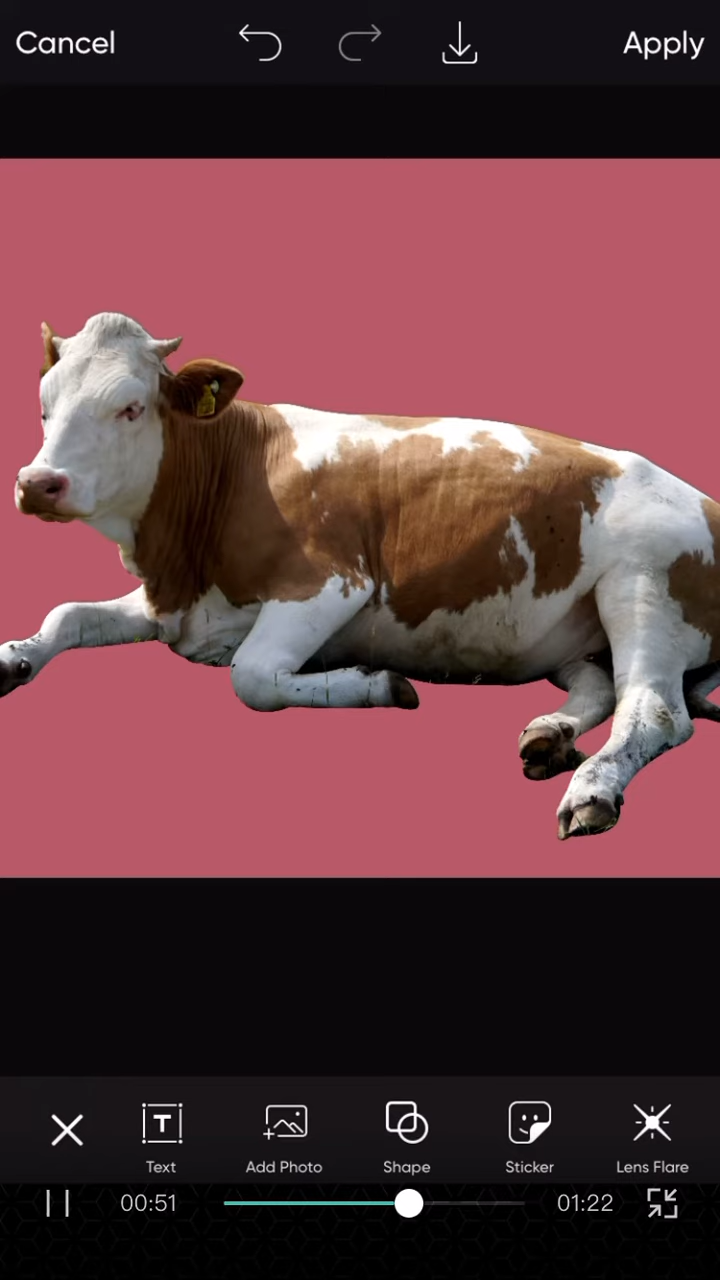 Cancel
Apply
Text
Add Photo
Shape
Sticker
Lens Flare
00:51
01:22